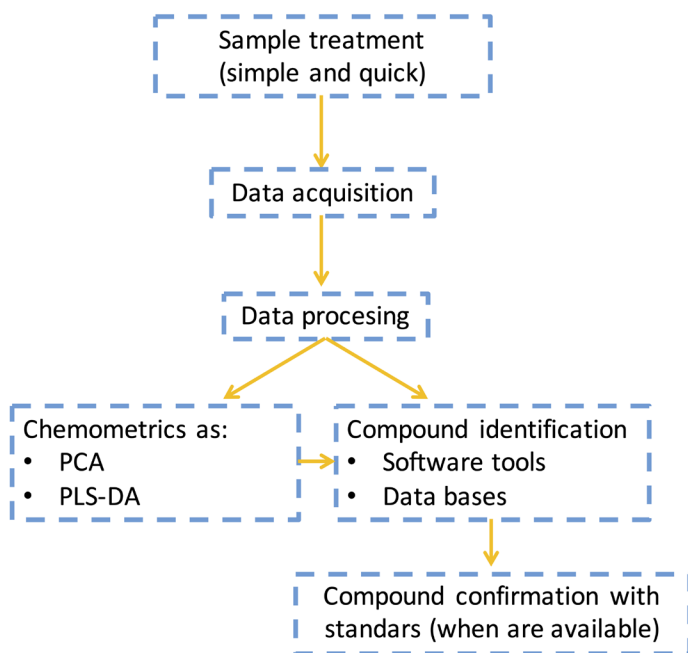 Sample treatment
(simple and quick)
Data acquisition
Data procesing
Chemometrics as:
• PCA
• PLS-DA
Compound identification
• Software tools
• Data bases
Compound confirmation with
standars (when are available)